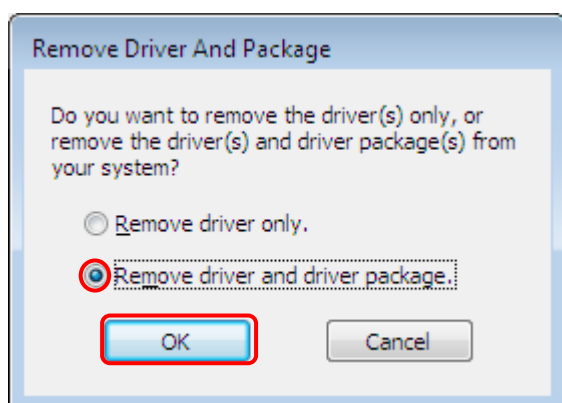 Remove Driver And Package
Do you want to remove the driver(s) only, or
remove the driver(s) and driver package(s) from
your system?
Remove driver only.
Remove driver and driver package.
OK
Cancel